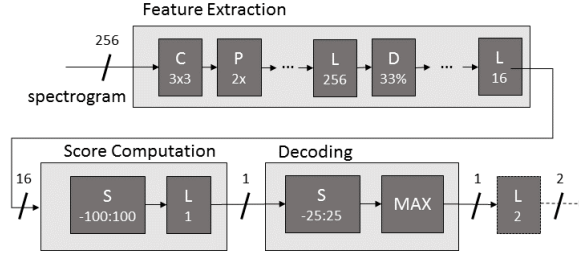 Feature Extraction
256
spectrogram
C
3x3
P
2x
...
L
256
D
33%
...
L
16
Score Computation
Decoding
16
S
-100:100
L
1
1
S
-25:25
MAX
1
L
2
2